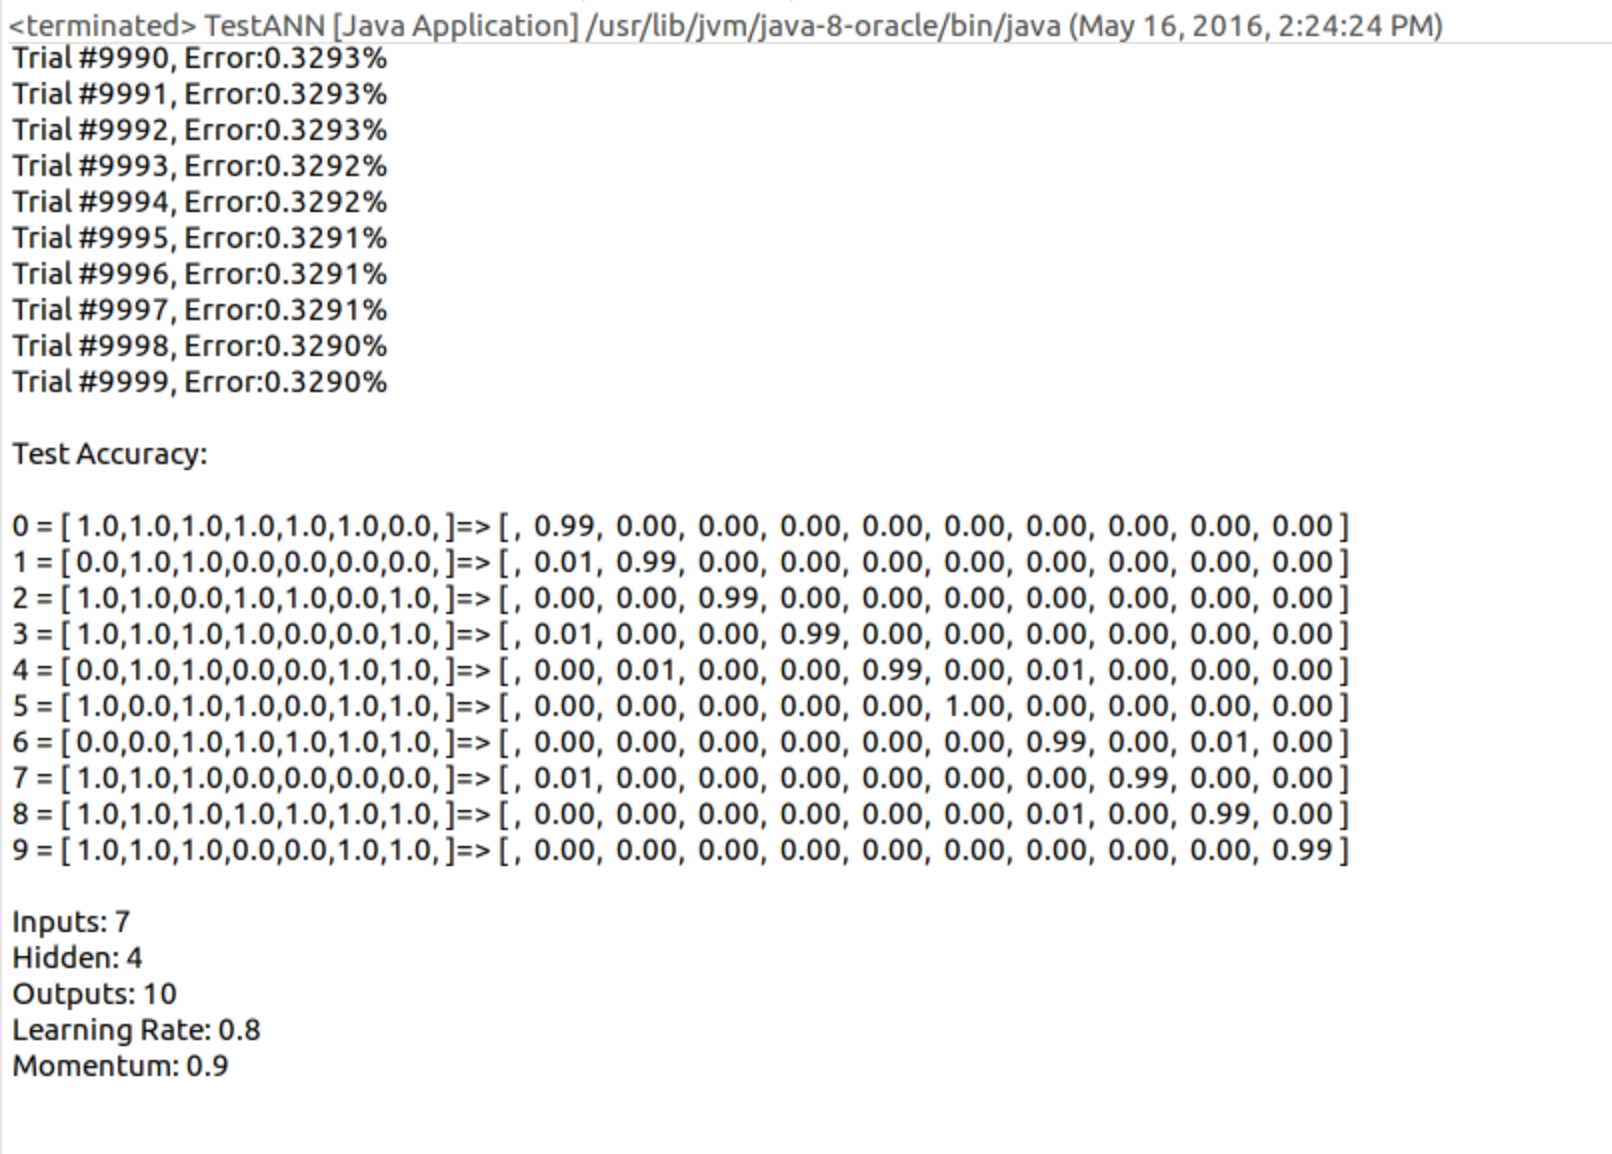 <terminated> TestANN [Java Application] /usr/lib/jvm/java-8-oracle/bin/java (May 16, 2016, 2:24:24 PM)
Trial #9990, Error:0.3293%
Trial #9991, Error:0.3293%
Trial #9992, Error:0.3293%
Trial #9993, Error:0.3292%
Trial #9994, Error:0.3292%
Trial #9995, Error:0.3291%
Trial #9996, Error:0.3291%
Trial #9997, Error:0.3291%
Trial #9998, Error:0.3290%
Trial #9999, Error:0.3290%
Test Accuracy:
0 = [ 1.0,1.0,1.0,1.0,1.0,1.0,0.0, ]=> [, 0.99, 0.00, 0.00, 0.00, 0.00, 0.00, 0.00, 0.00, 0.00, 0.00 ]
1 = [ 0.0,1.0,1.0,0.0,0.0,0.0,0.0, ]=> [, 0.01, 0.99, 0.00, 0.00, 0.00, 0.00, 0.00, 0.00, 0.00, 0.00 ]
2 = [ 1.0,1.0,0.0,1.0,1.0,0.0,1.0, ]=> [, 0.00, 0.00, 0.99, 0.00, 0.00, 0.00, 0.00, 0.00, 0.00, 0.00 ]
3 = [ 1.0,1.0,1.0,1.0,0.0,0.0,1.0, ]=> [, 0.01, 0.00, 0.00, 0.99, 0.00, 0.00, 0.00, 0.00, 0.00, 0.00 ]
4 = [ 0.0,1.0,1.0,0.0,0.0,1.0,1.0, ]=> [, 0.00, 0.01, 0.00, 0.00, 0.99, 0.00, 0.01, 0.00, 0.00, 0.00 ]
5 = [ 1.0,0.0,1.0,1.0,0.0,1.0,1.0, ]=> [, 0.00, 0.00, 0.00, 0.00, 0.00, 1.00, 0.00, 0.00, 0.00, 0.00 ]
6 = [ 0.0,0.0,1.0,1.0,1.0,1.0,1.0, ]=> [, 0.00, 0.00, 0.00, 0.00, 0.00, 0.00, 0.99, 0.00, 0.01, 0.00 ]
7 = [ 1.0,1.0,1.0,0.0,0.0,0.0,0.0, ]=> [, 0.01, 0.00, 0.00, 0.00, 0.00, 0.00, 0.00, 0.99, 0.00, 0.00 ]
8 = [ 1.0,1.0,1.0,1.0,1.0,1.0,1.0, ]=> [, 0.00, 0.00, 0.00, 0.00, 0.00, 0.00, 0.01, 0.00, 0.99, 0.00 ]
9 = [ 1.0,1.0,1.0,0.0,0.0,1.0,1.0, ]=> [, 0.00, 0.00, 0.00, 0.00, 0.00, 0.00, 0.00, 0.00, 0.00, 0.99 ]
Inputs: 7
Hidden: 4
Outputs: 10
Learning Rate: 0.8
Momentum: 0.9